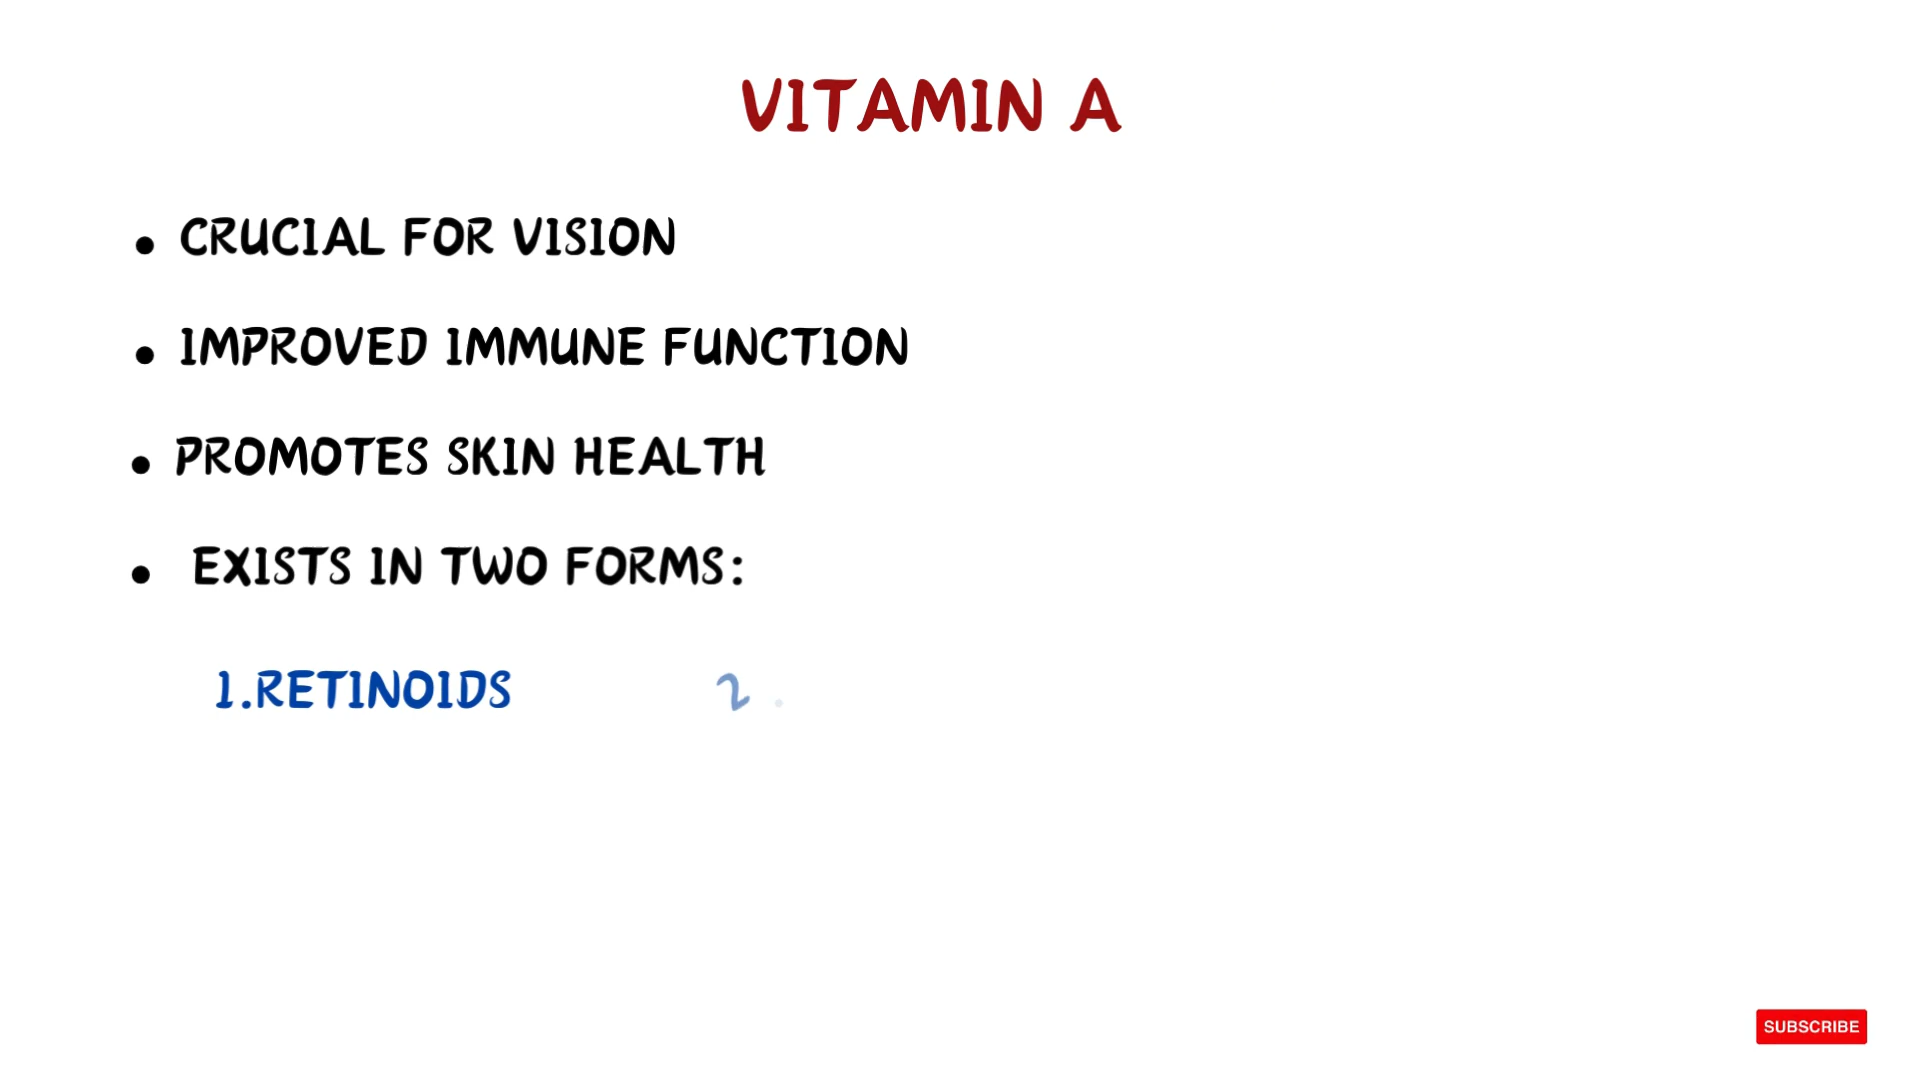 VITAMIN A
• CRUCIAL FOR VISION
• IMPROVED IMMUNE FUNCTION
• PROMOTES SKIN HEALTH
• EXISTS IN TWO FORMS:
1.RETINOIDS 2.
SUBSCRIBE